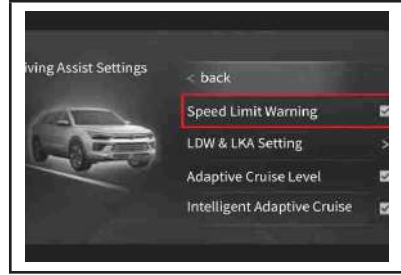 iving Assist Settings
< back
Speed Limit Warning
LDW & LKA Setting
>
Adaptive Cruise Level
Intelligent Adaptive Cruise